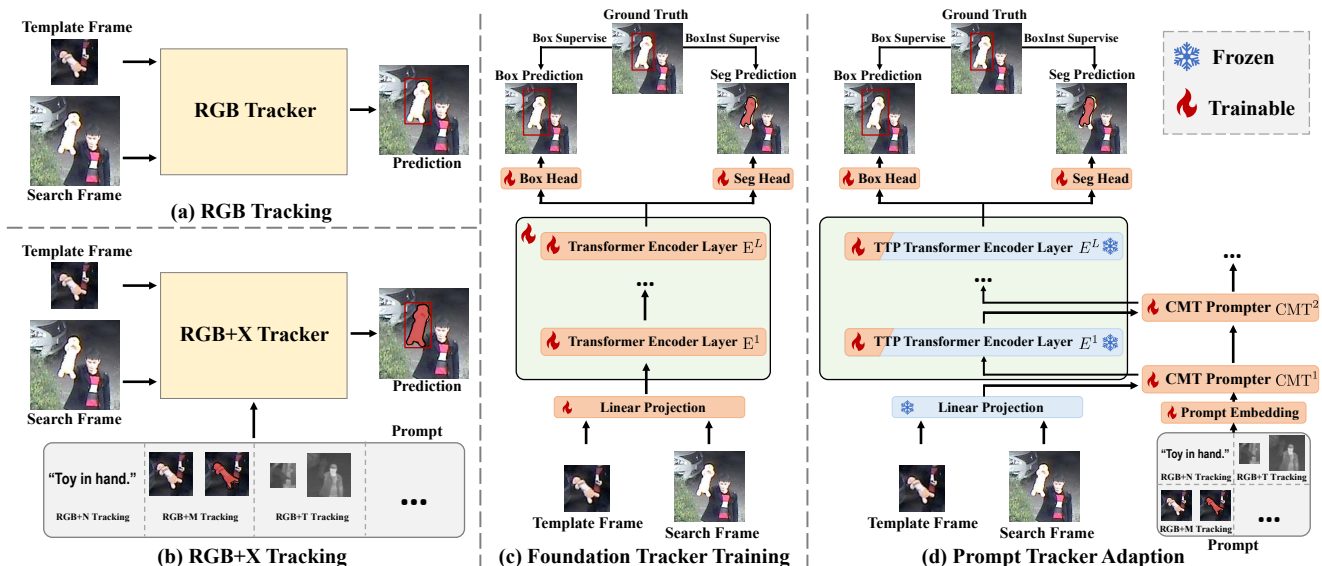 Template Frame
RGB Tracker
Search Frame
Prediction
(a) RGB Tracking
Template Frame
RGB+X Tracker
Search Frame
Prediction
Prompt
“Toy in hand.”
RGB+N Tracking
RGB+M Tracking
RGB+T Tracking
...
(b) RGB+X Tracking
Ground Truth
Box Supervise
BoxInst Supervise
Box Prediction
Seg Prediction
Box Head
Seg Head
Transformer Encoder Layer E^L
...
Transformer Encoder Layer E^1
Linear Projection
Template Frame
Search Frame
(c) Foundation Tracker Training
Ground Truth
Box Supervise
BoxInst Supervise
Box Prediction
Seg Prediction
Box Head
Seg Head
TTP Transformer Encoder Layer E^L
...
TTP Transformer Encoder Layer E^1
Linear Projection
Template Frame
Search Frame
...
CMT Prompter CMT^2
CMT Prompter CMT^1
Prompt Embedding
“Toy in hand.”
RGB+N Tracking
RGB+T Tracking
RGB+M Tracking
...
Prompt
(d) Prompt Tracker Adaption
Frozen
Trainable